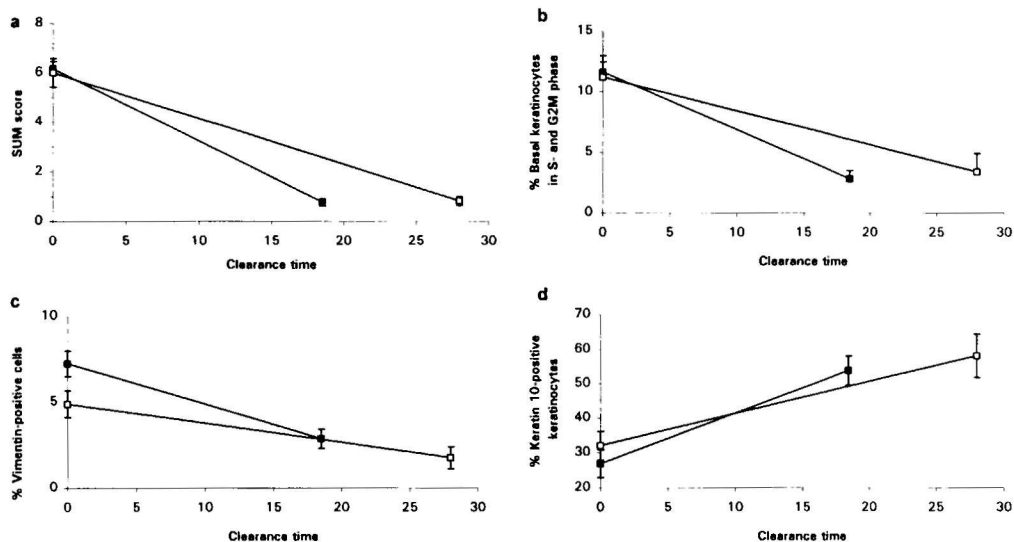 a
8
6
4
2
0
SUM score
0 5 10 15 20 25 30
Clearance time
b
15
10
5
0
% Basal keratinocytes
in S- and G2M phase
0 5 10 15 20 25 30
Clearance time
c
10
5
0
% Vimentin-positive cells
0 5 10 15 20 25 30
Clearance time
d
70
60
50
40
30
20
% Keratin 10-positive
keratinocytes
0 5 10 15 20 25 30
Clearance time